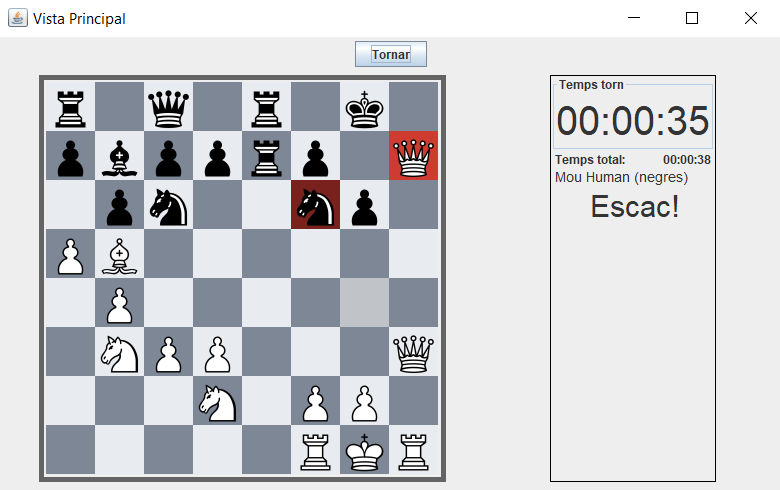 Vista Principal
Tornar
Temps torn
00:00:35
Temps total: 00:00:38
Mou Human (negres)
Escac!